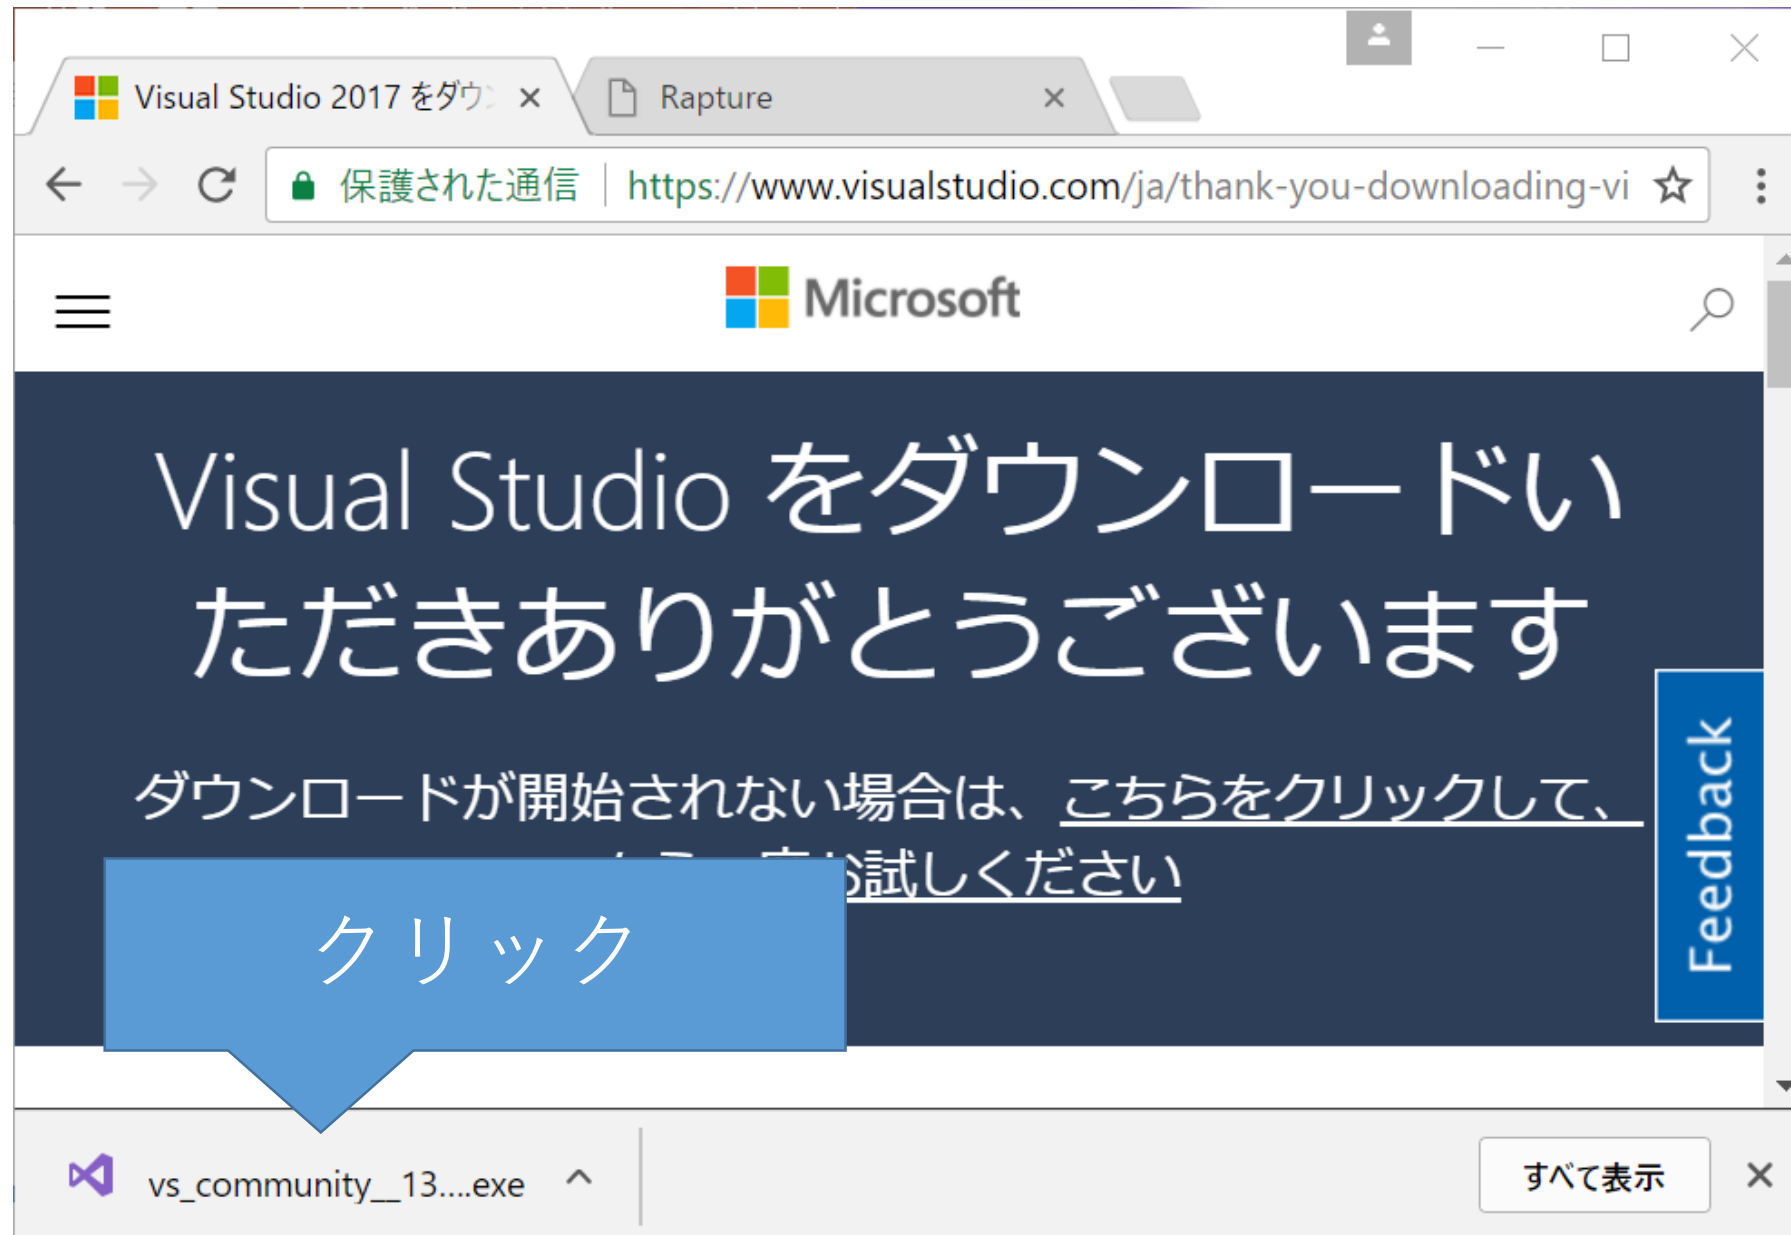 Visual Studio 2017 をダウ
Rapture
保護された通信 https://www.visualstudio.com/ja/thank-you-downloading-vi
Microsoft
Visual Studio をダウンロードい
ただきありがとうございます
ダウンロードが開始されない場合は、こちらをクリックして、
お試しください
Feedback
クリック
vs_community__13....exe
すべて表示